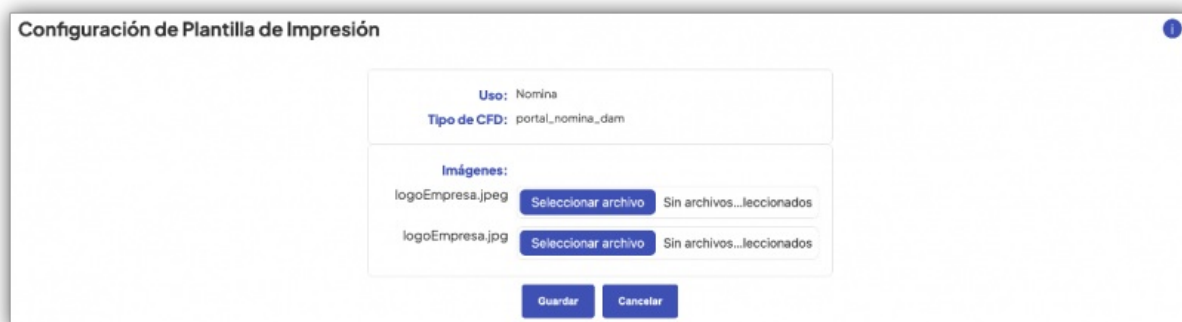 Configuración de Plantilla de Impresión
i
Uso: Nomina
Tipo de CFD: portal_nomina_dam
Imágenes:
logoEmpresa.jpeg Seleccionar archivo Sin archivos...leccionados
logoEmpresa.jpg Seleccionar archivo Sin archivos...leccionados
Guardar Cancelar